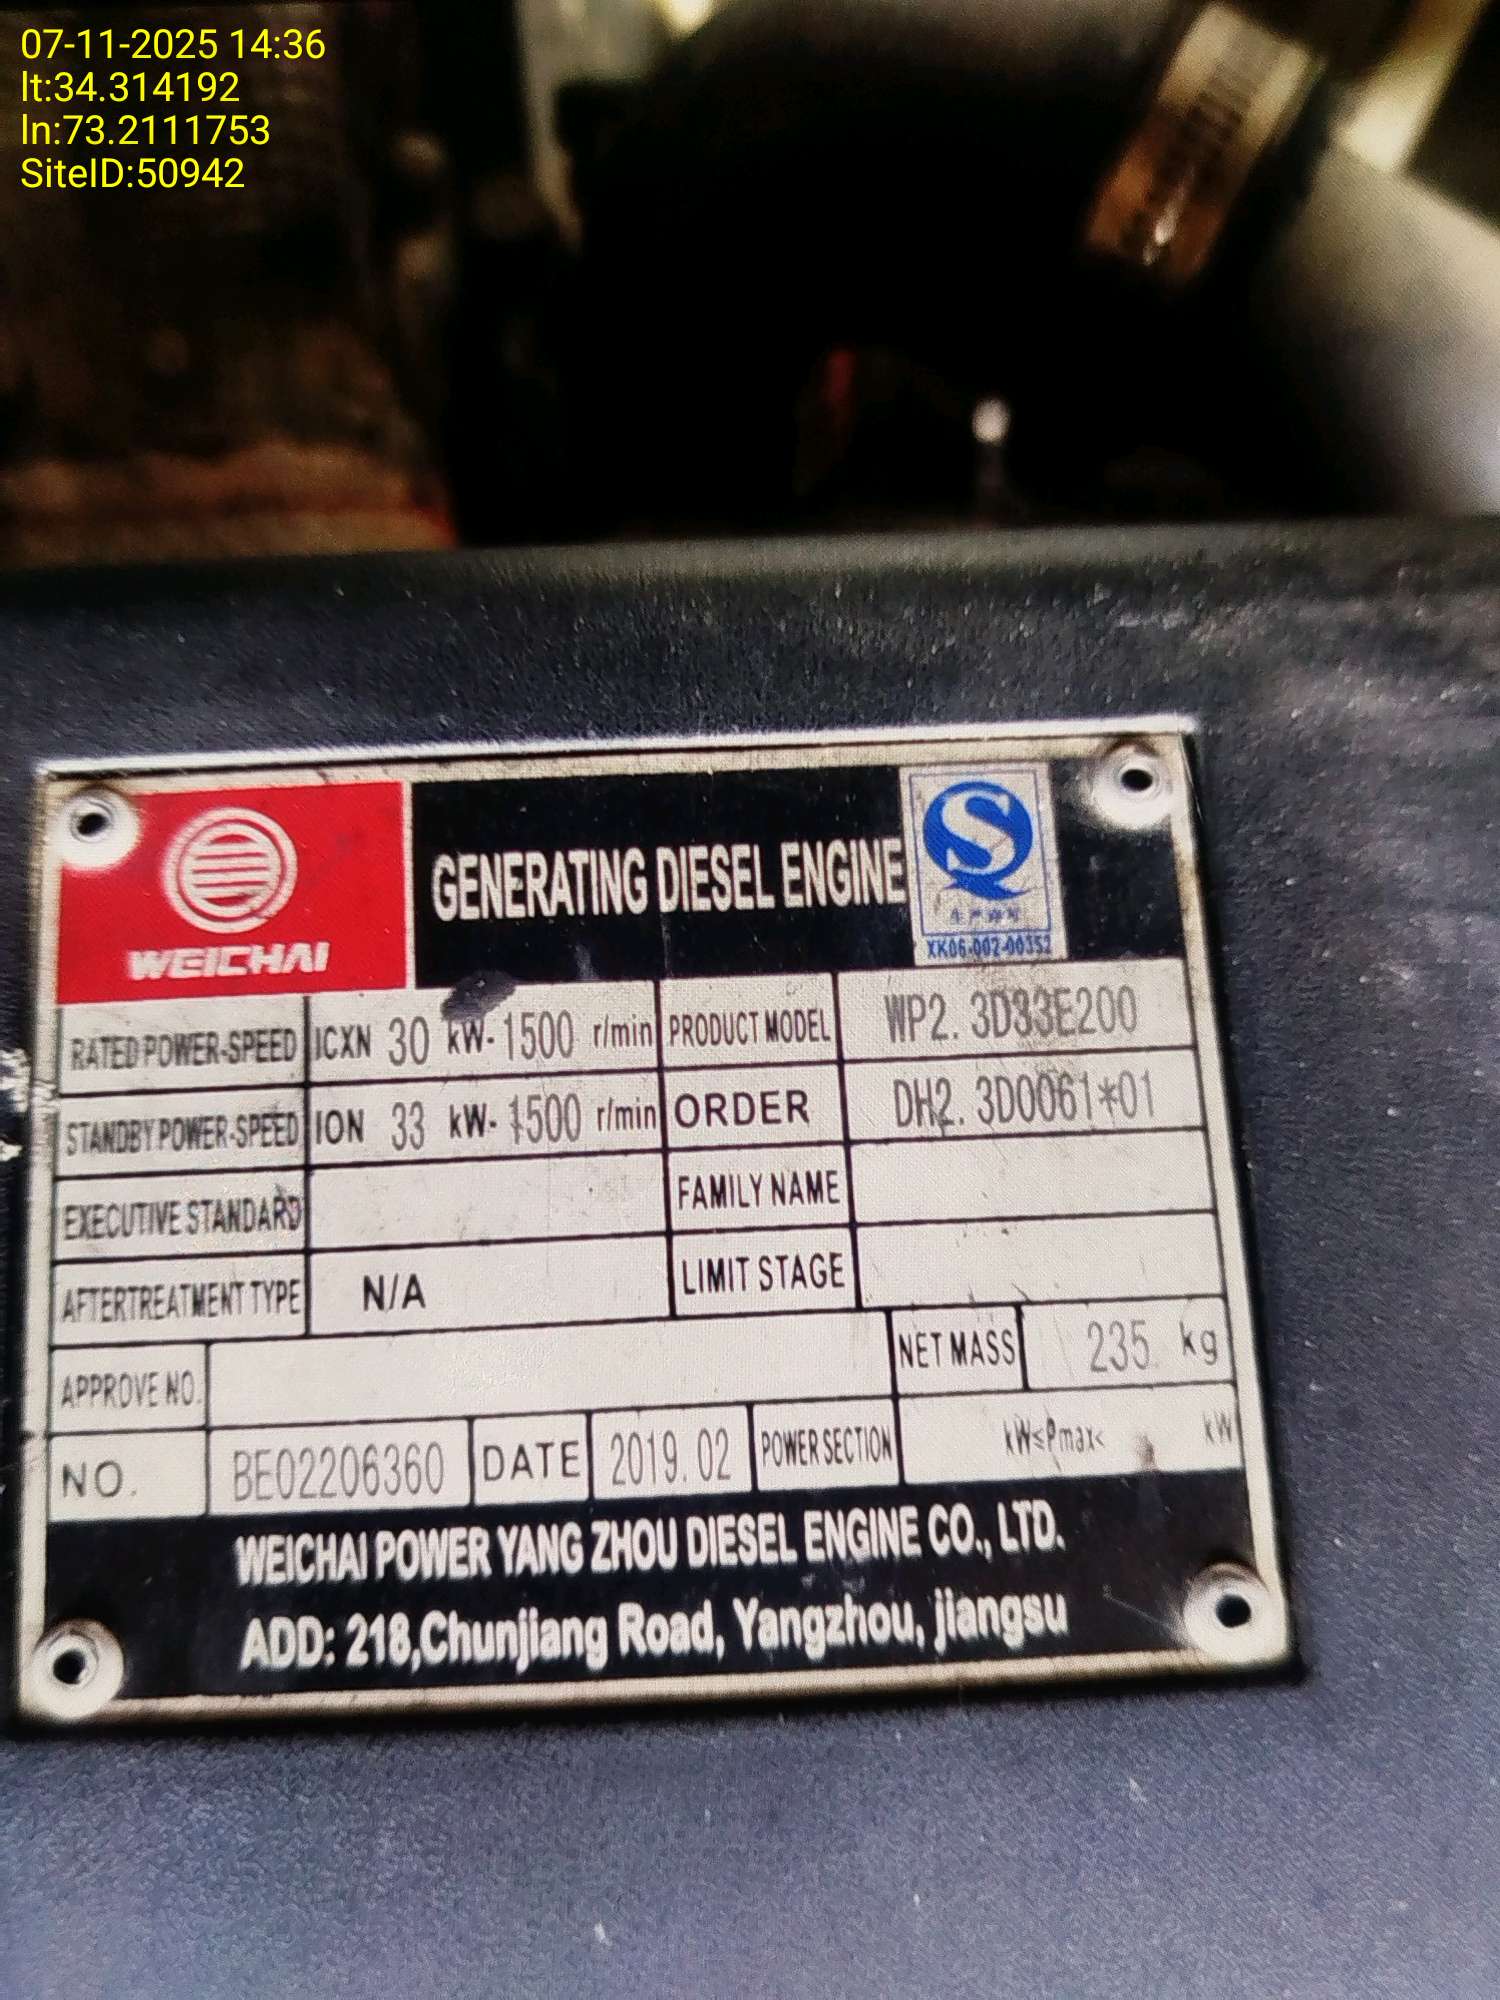 07-11-2025 14:36
lt:34.314192
ln:73.2111753
SiteID:50942
WEICHAI
GENERATING DIESEL ENGINE
生产许可
XK06-002-00352
RATED POWER-SPEED ICXN 30 kW- 1500 r/min PRODUCT MODEL WP2.3D33E200
STANDBY POWER-SPEED ION 33 kW- 1500 r/min ORDER DH2.3D0061*01
EXECUTIVE STANDARD FAMILY NAME
AFTERTREATMENT TYPE N/A LIMIT STAGE
APPROVE NO. NET MASS 235 kg
NO. BE02206360 DATE 2019.02 POWER SECTION kW≤Pmax< kW
WEICHAI POWER YANG ZHOU DIESEL ENGINE CO., LTD.
ADD: 218,Chunjiang Road, Yangzhou, jiangsu